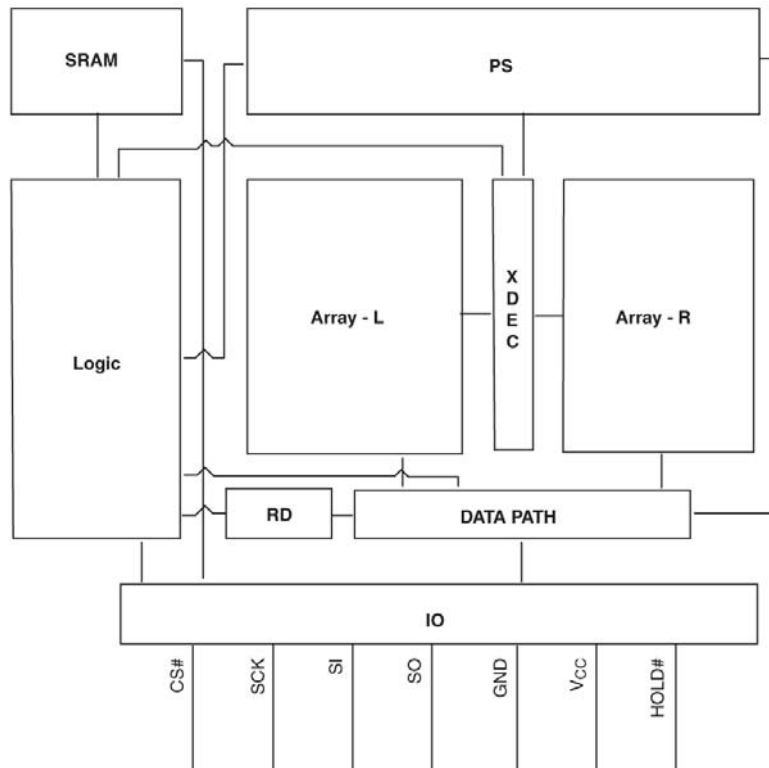 SRAM
PS
Logic
Array - L
X
D
E
C
Array - R
RD
DATA PATH
IO
CS#
SCK
SI
SO
GND
VCC
HOLD#